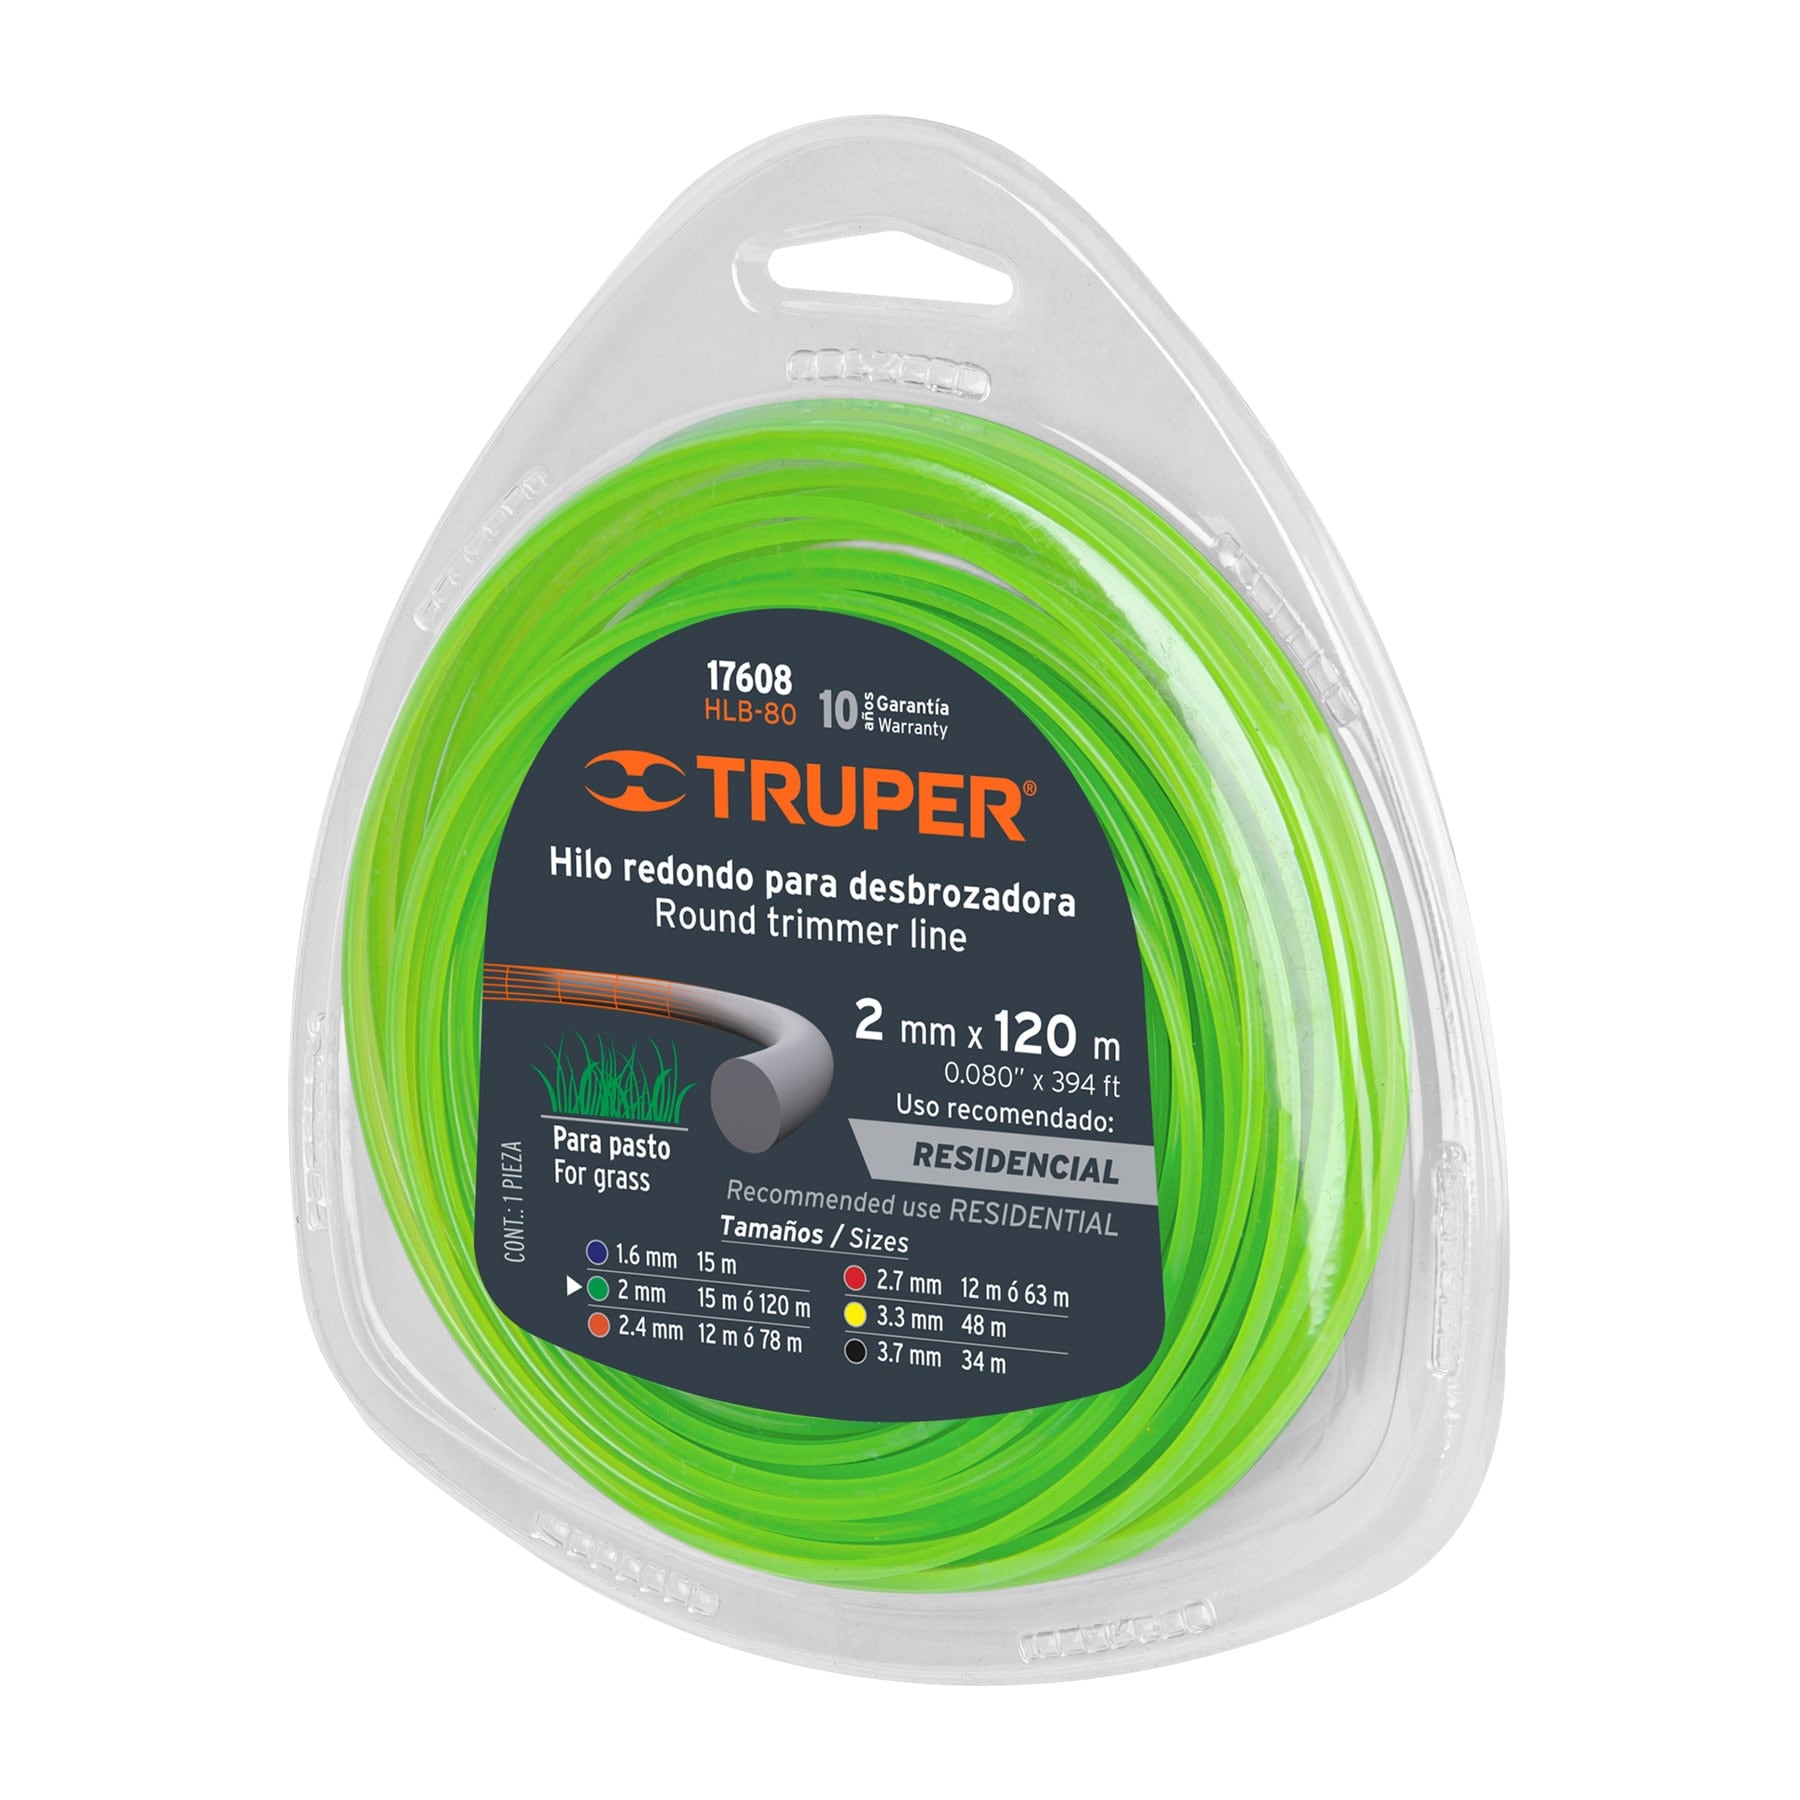 17608
HLB-80
10 años Garantía
Warranty
TRUPER®
Hilo redondo para desbrozadora
Round trimmer line
2 mm x 120 m
0.080" x 394 ft
Uso recomendado:
RESIDENCIAL
Recommended use RESIDENTIAL
Para pasto
For grass
CONT.: 1 PIEZA
Tamaños / Sizes
1.6 mm 15 m
2 mm 15 m ó 120 m
2.4 mm 12 m ó 78 m
2.7 mm 12 m ó 63 m
3.3 mm 48 m
3.7 mm 34 m